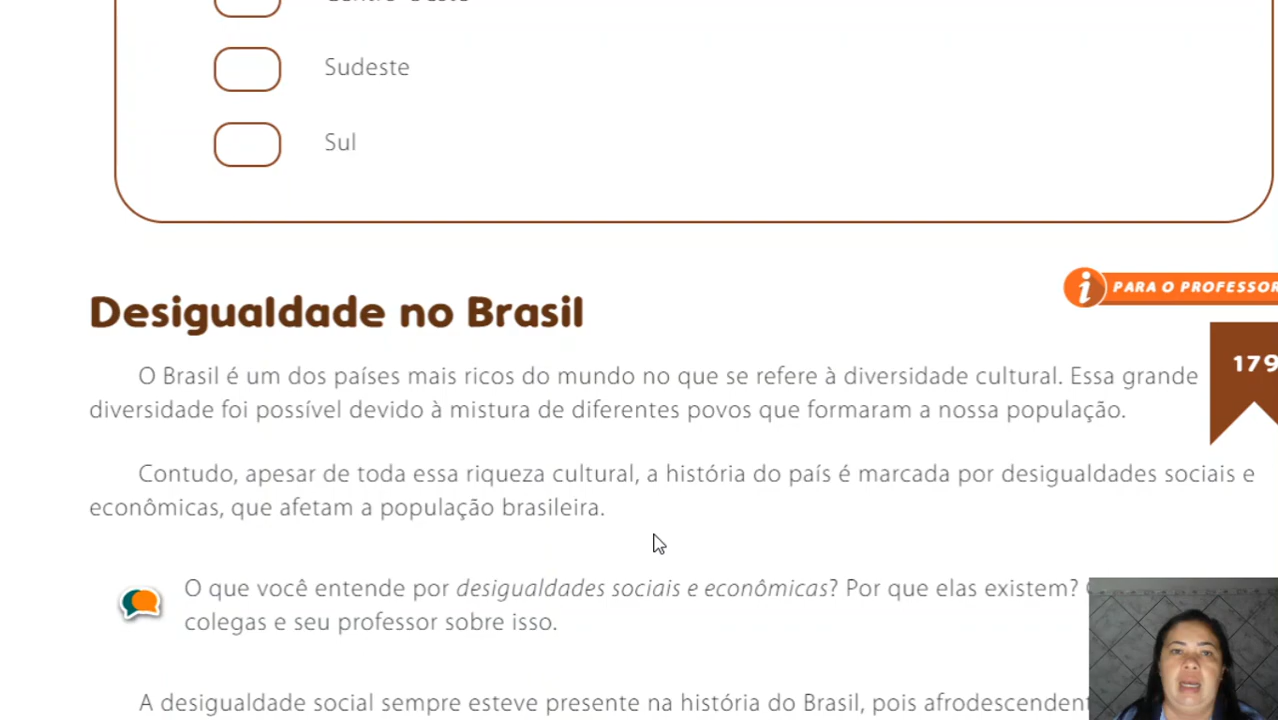 Sudeste
Sul
PARA O PROFESSOR
Desigualdade no Brasil
179
O Brasil é um dos países mais ricos do mundo no que se refere à diversidade cultural. Essa grande
diversidade foi possível devido à mistura de diferentes povos que formaram a nossa população.
Contudo, apesar de toda essa riqueza cultural, a história do país é marcada por desigualdades sociais e
econômicas, que afetam a população brasileira.
O que você entende por desigualdades sociais e econômicas? Por que elas existem?
colegas e seu professor sobre isso.
A desigualdade social sempre esteve presente na história do Brasil, pois afrodescendent